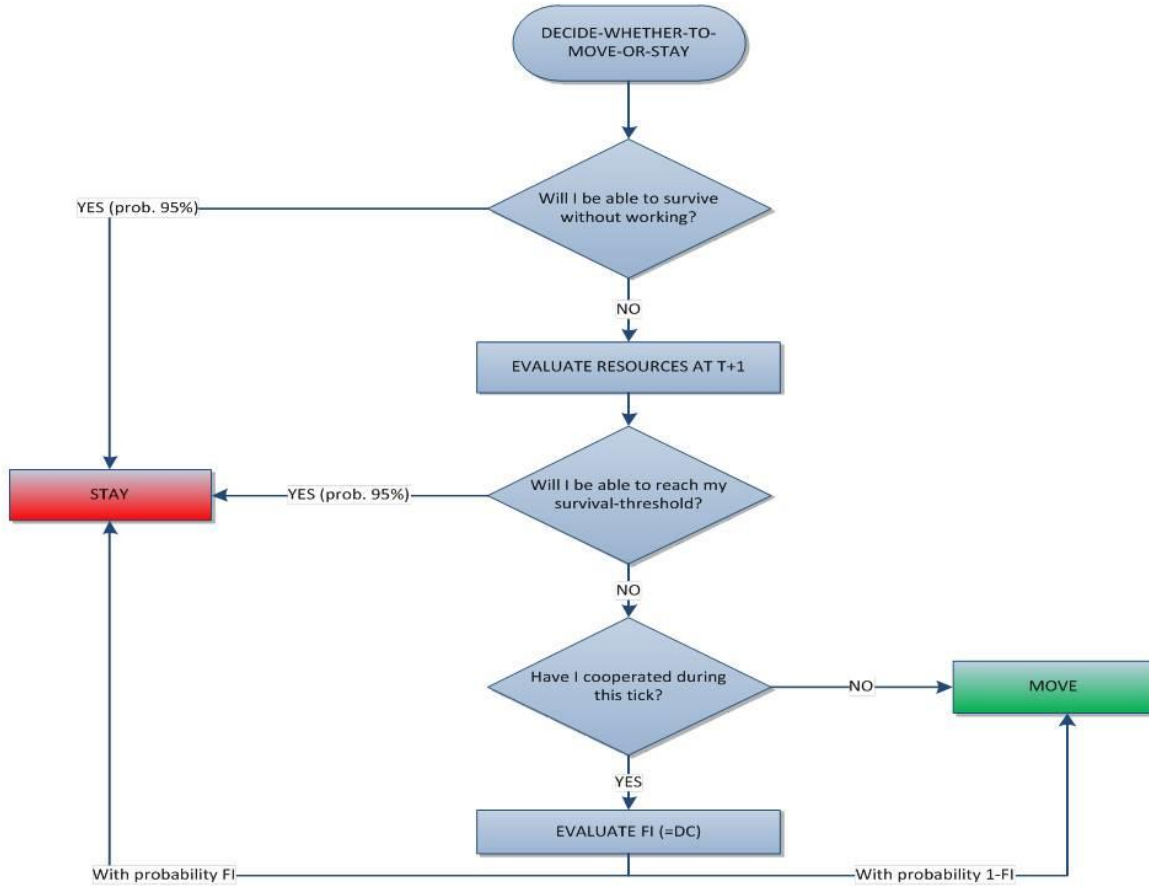 DECIDE-WHETHER-TO-
MOVE-OR-STAY
Will I be able to survive
without working?
YES (prob. 95%)
NO
EVALUATE RESOURCES AT T+1
Will I be able to reach my
survival-threshold?
YES (prob. 95%)
STAY
NO
Have I cooperated during
this tick?
NO
MOVE
YES
EVALUATE FI (=DC)
With probability FI
With probability 1-FI